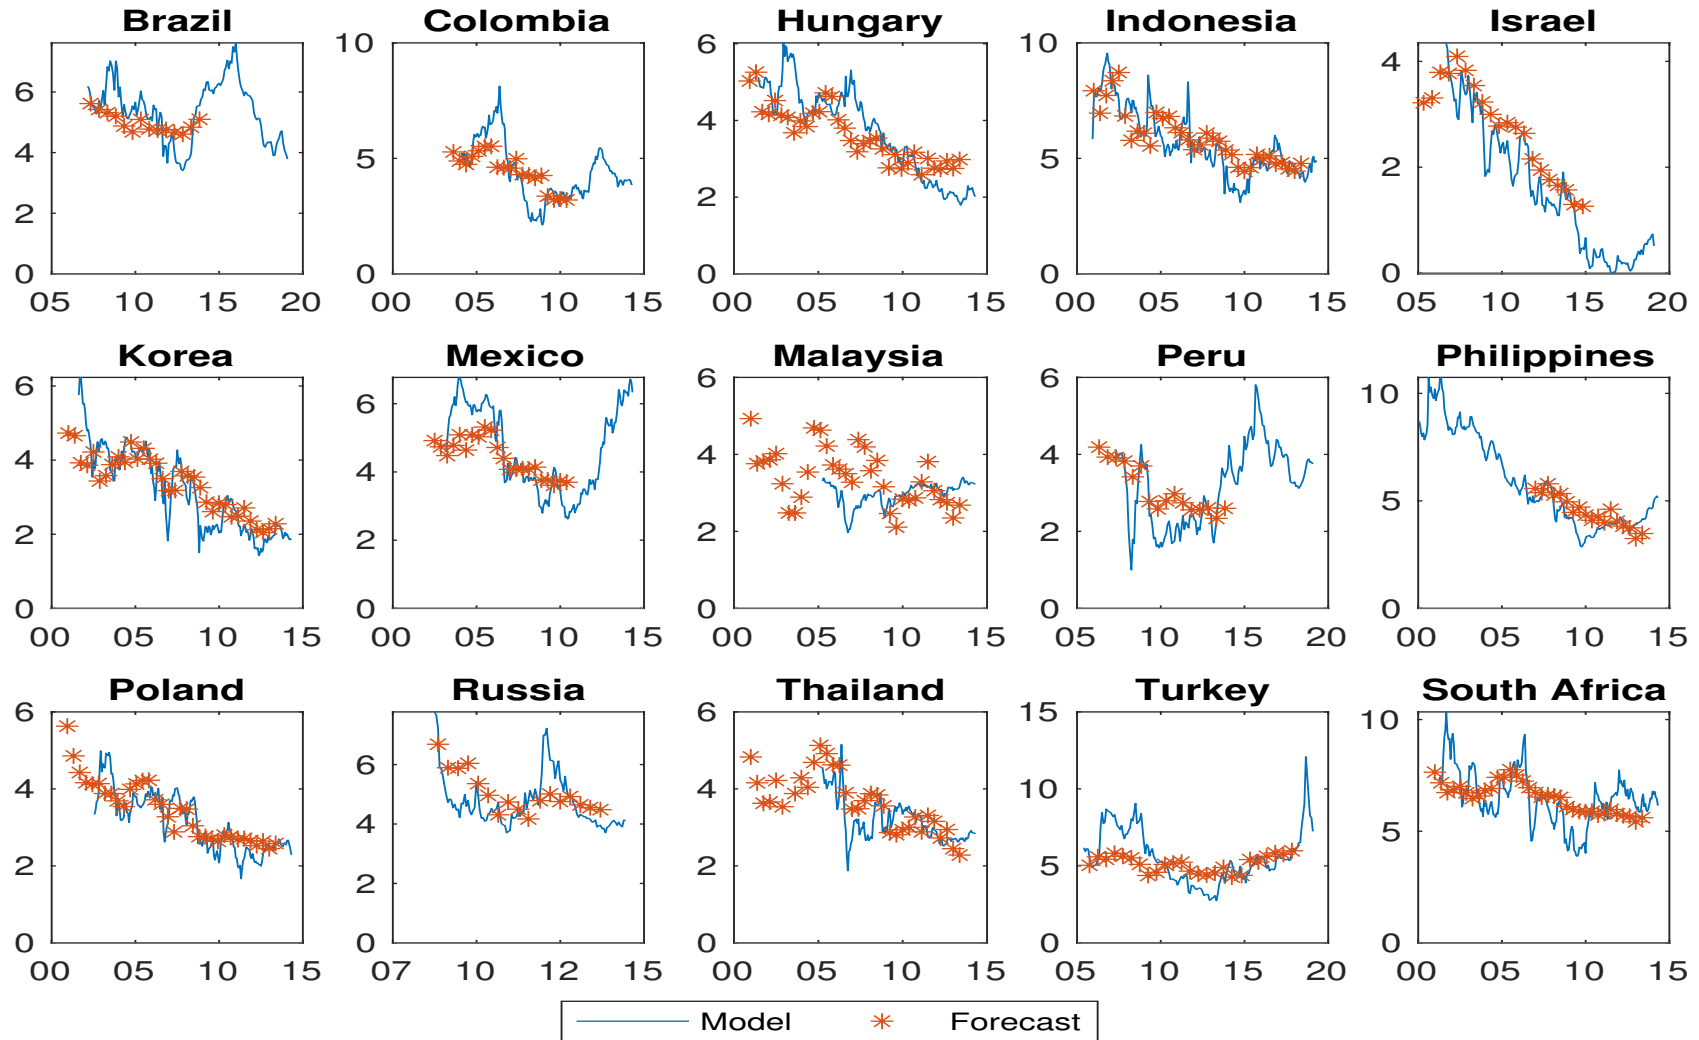 Brazil Colombia Hungary Indonesia Israel
6 4 2 0
05 10 15 20
10 5 0
00 05 10 15
6 4 2 0
00 05 10 15
10 5 0
00 05 10 15
4 2 0
05 10 15 20
Korea Mexico Malaysia Peru Philippines
6 4 2 0
00 05 10 15
6 4 2 0
00 05 10 15
6 4 2 0
00 05 10 15
6 4 2 0
05 10 15 20
10 5 0
00 05 10 15
Poland Russia Thailand Turkey South Africa
6 4 2 0
00 05 10 15
6 4 2 0
07 10 12 15
6 4 2 0
00 05 10 15
15 10 5 0
05 10 15 20
10 5 0
00 05 10 15
Model Forecast